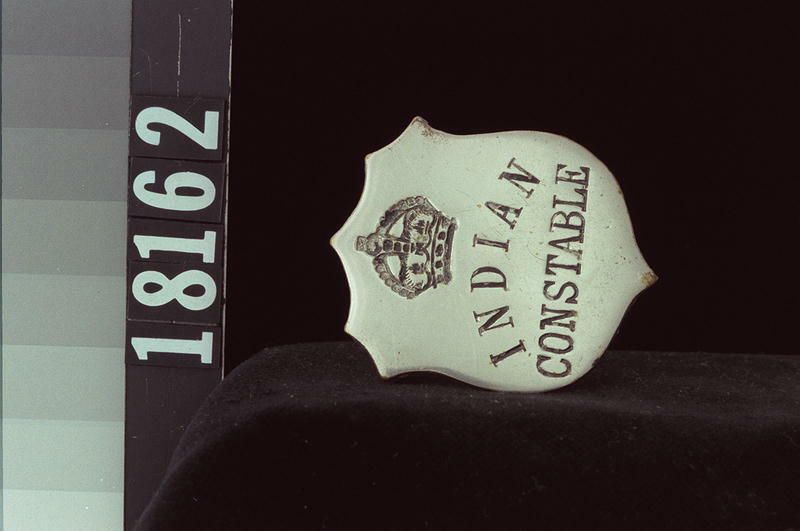 18162
INDIAN
CONSTABLE